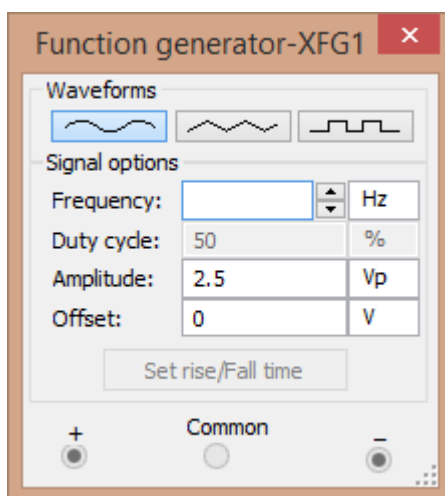 Function generator-XFG1
Waveforms
Signal options
Frequency: Hz
Duty cycle: 50 %
Amplitude: 2.5 Vp
Offset: 0 V
Set rise/Fall time
+ Common −